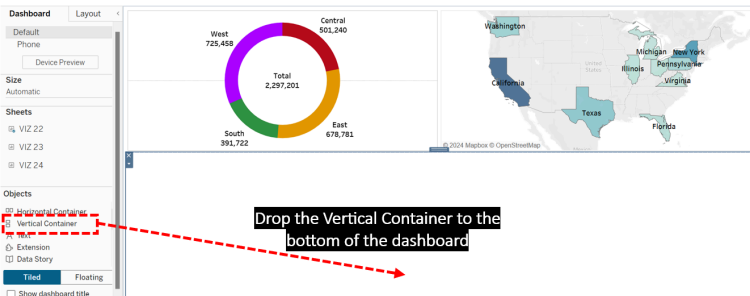 Dashboard
Layout
Default
Phone
Device Preview
Size
Automatic
Sheets
VIZ 22
VIZ 23
VIZ 24
Objects
Horizontal Container
Vertical Container
Text
Extension
Data Story
Tiled
Floating
Show dashboard title
West
725,458
Central
501,240
Total
2,297,201
South
391,722
East
678,781
Washington
Michigan
New York
United
States
Illinois
Pennsylvania
California
Virginia
Texas
Florida
© 2024 Mapbox © OpenStreetMap
Drop the Vertical Container to the
bottom of the dashboard